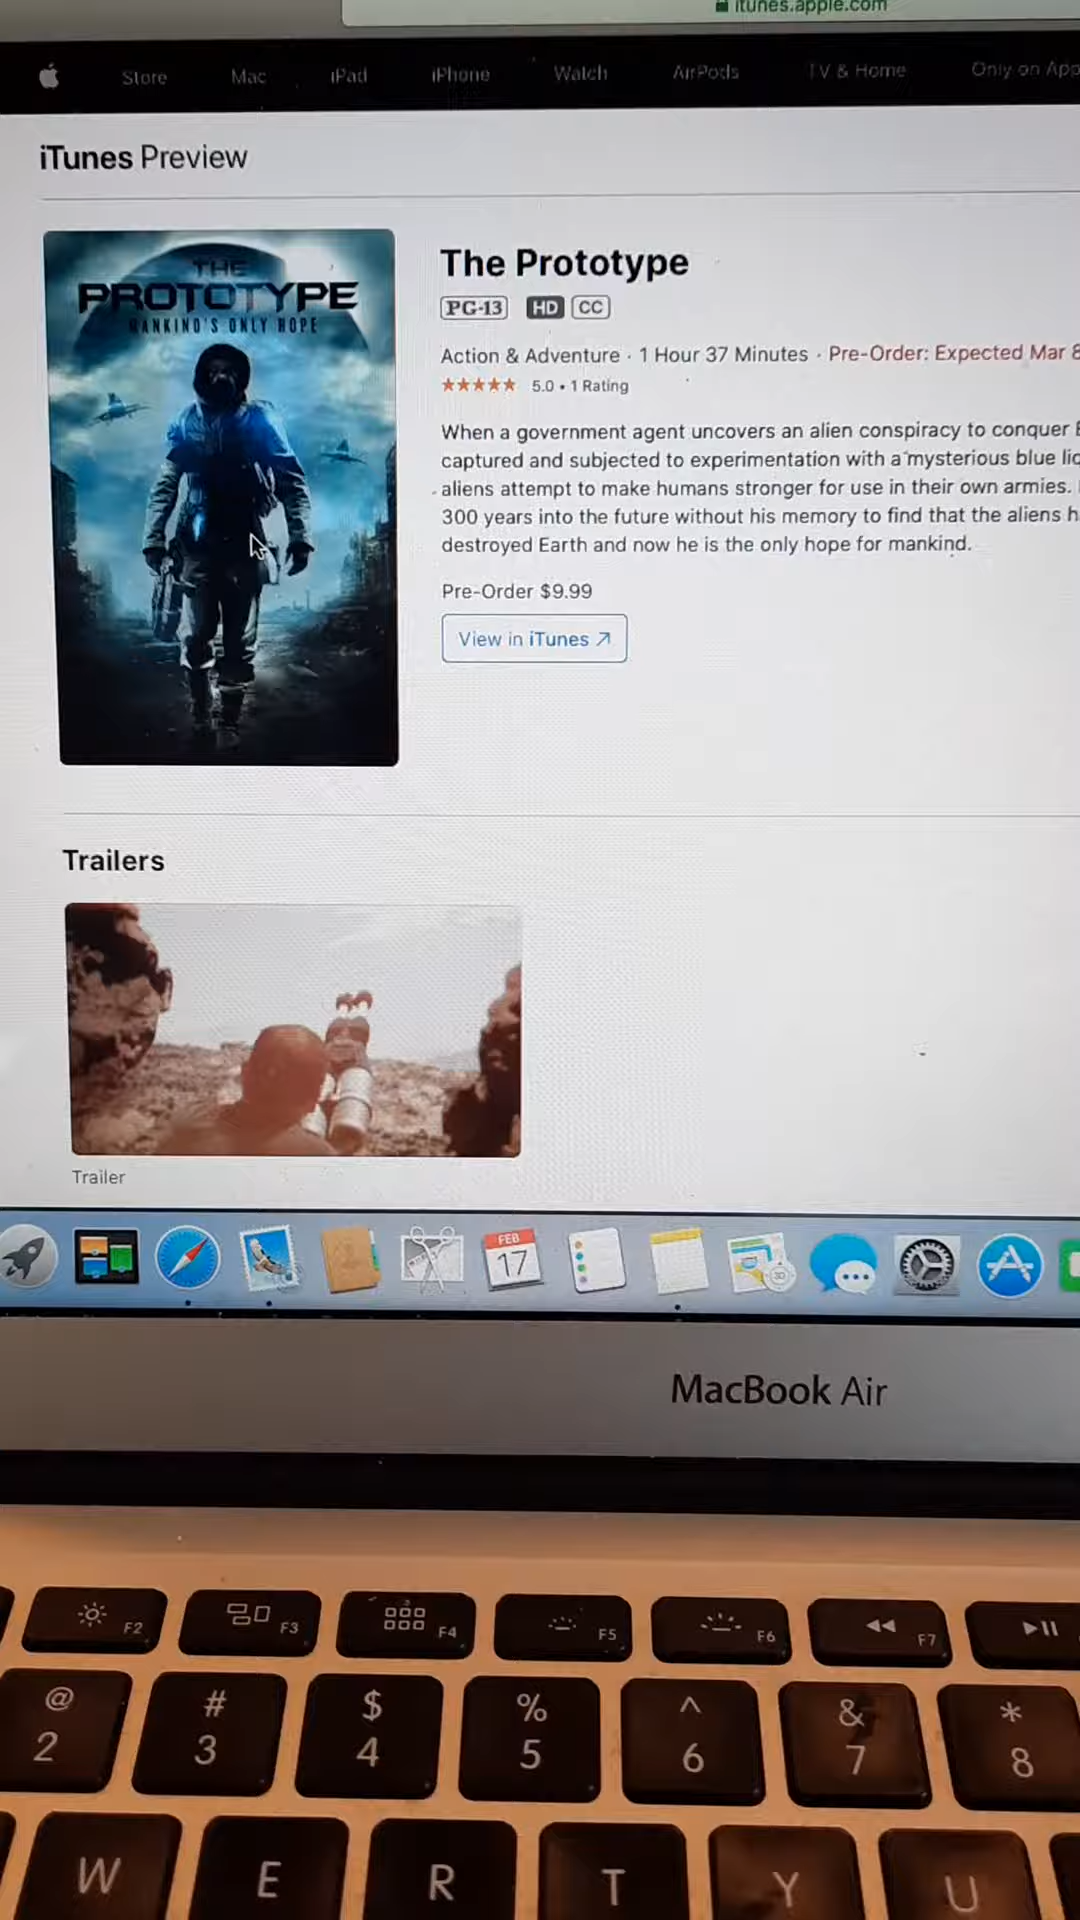 itunes.apple.com
Store Mac iPad iPhone Watch AirPods TV & Home Only on App
iTunes Preview
THE
PROTOTYPE
MANKIND'S ONLY HOPE
The Prototype
PG-13 HD CC
Action & Adventure · 1 Hour 37 Minutes · Pre-Order: Expected Mar 8
★★★★★ 5.0 • 1 Rating
When a government agent uncovers an alien conspiracy to conquer
captured and subjected to experimentation with a mysterious blue
aliens attempt to make humans stronger for use in their own armies.
300 years into the future without his memory to find that the aliens
destroyed Earth and now he is the only hope for mankind.
Pre-Order $9.99
View in iTunes ↗
Trailers
Trailer
FEB
17
MacBook Air
F2 F3 F4 F5 F6 F7
@ # $ % ^ & *
2 3 4 5 6 7 8
W E R T Y U